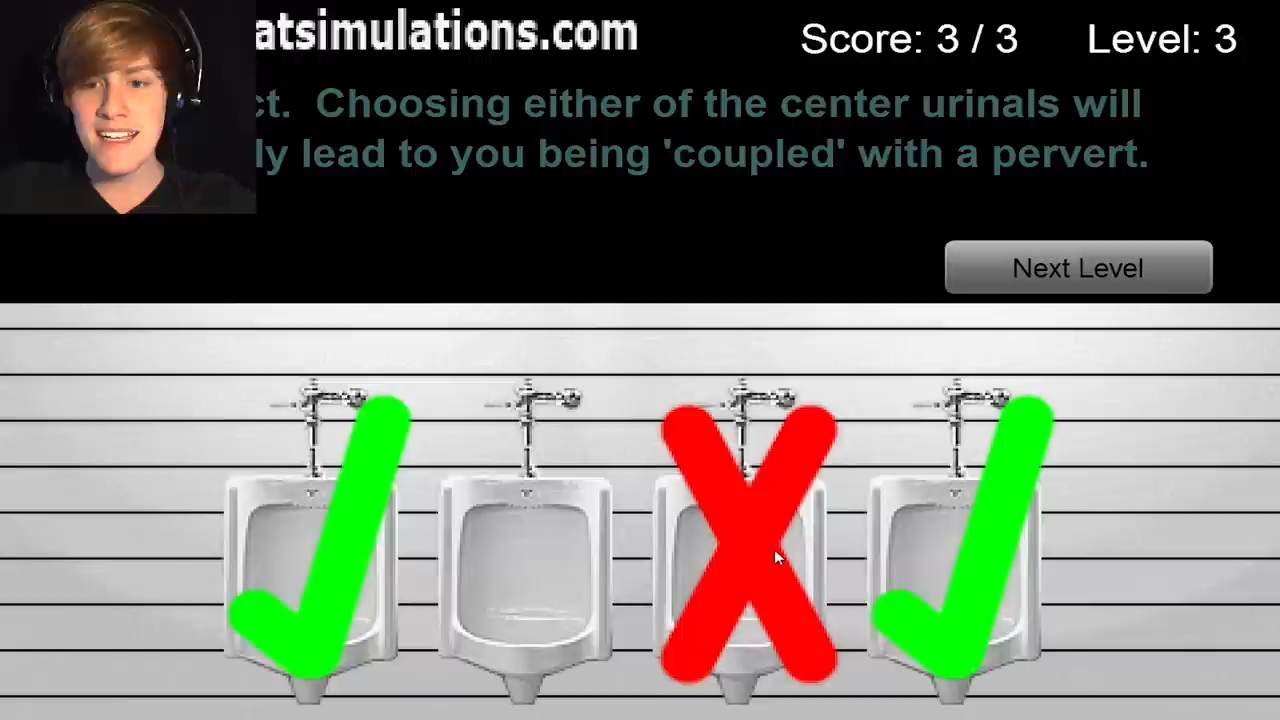 atsimulations.com
Score: 3 / 3
Level: 3
ct. Choosing either of the center urinals will
ly lead to you being 'coupled' with a pervert.
Next Level